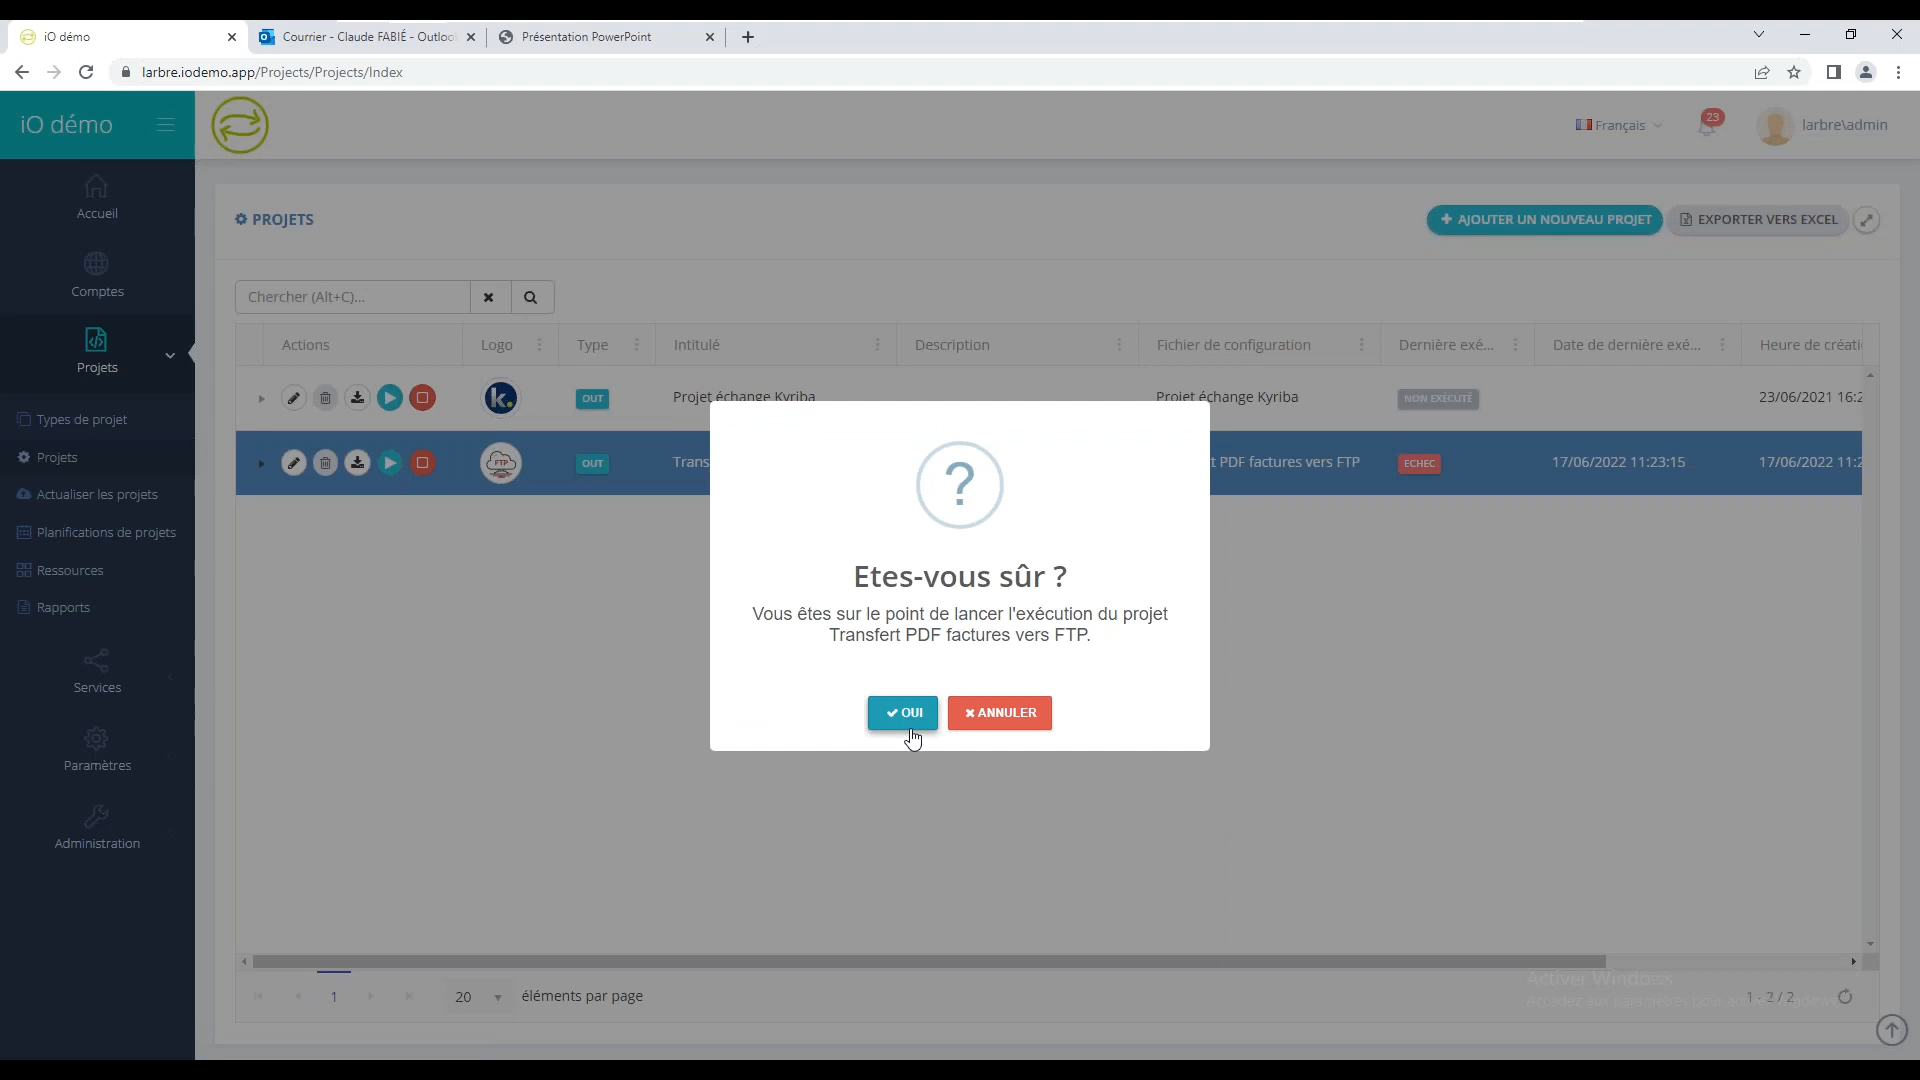 iO démo
Courrier - Claude FABIÉ - Outloo
Présentation PowerPoint
larbre.iodemo.app/Projects/Projects/Index
iO démo
Français
23
larbre\admin
Accueil
Comptes
Projets
Types de projet
Projets
Actualiser les projets
Planifications de projets
Ressources
Rapports
Services
Paramètres
Administration
PROJETS
AJOUTER UN NOUVEAU PROJET
EXPORTER VERS EXCEL
Chercher (Alt+C)...
Actions
Logo
Type
Intitulé
Description
Fichier de configuration
Dernière exé...
Date de dernière exé...
Heure de créati
k.
OUT
Projet échange Kyriba
Projet échange Kyriba
NON EXÉCUTÉ
23/06/2021 16:2
FTP
OUT
Trans
t PDF factures vers FTP
ECHEC
17/06/2022 11:23:15
17/06/2022 11:2
?
Etes-vous sûr ?
Vous êtes sur le point de lancer l'exécution du projet
Transfert PDF factures vers FTP.
OUI
ANNULER
1
20
éléments par page
Activer Windows
1 - 2 / 2